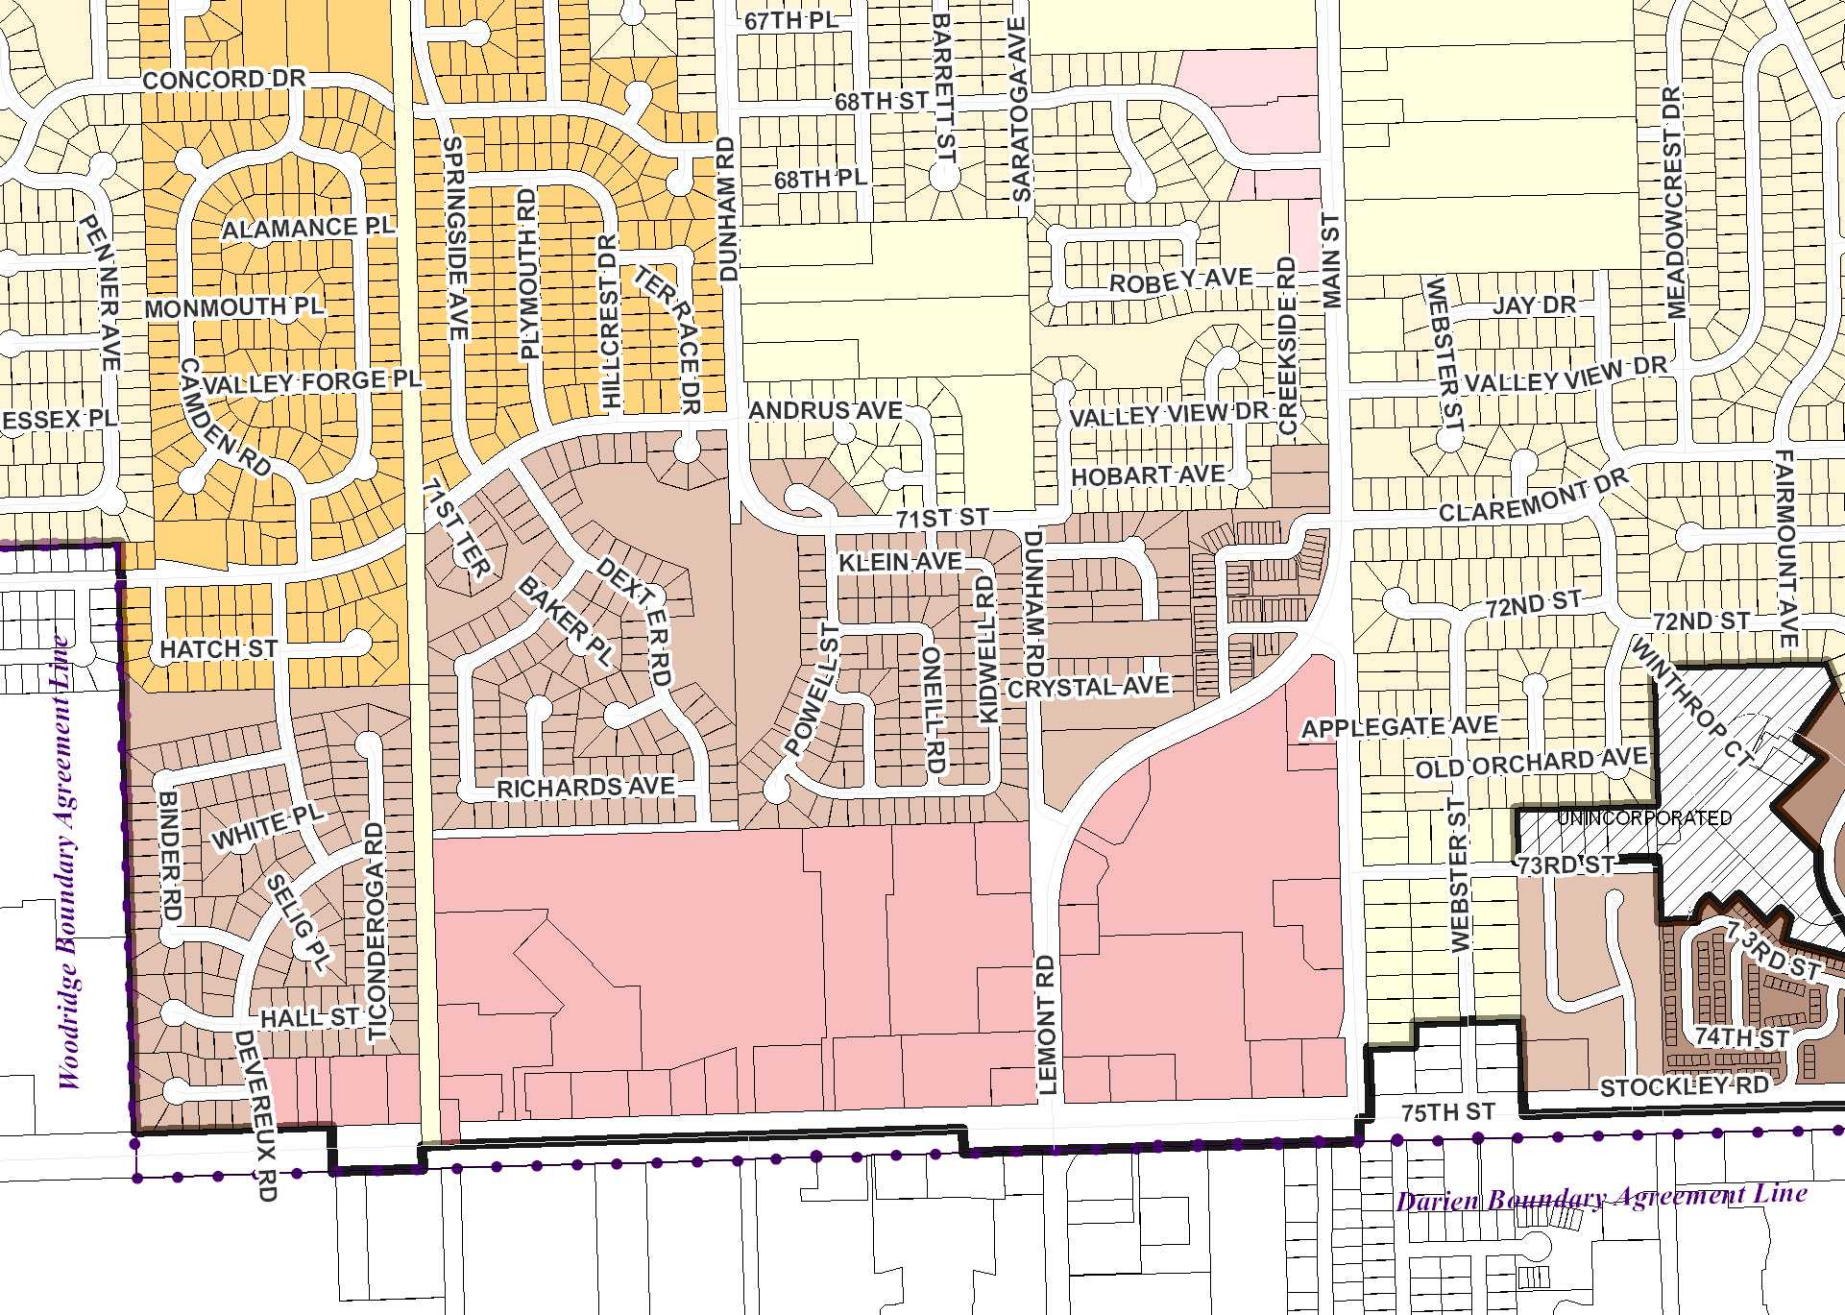 67TH PL
BARRETT ST
SARATOGA AVE
CONCORD DR
68TH ST
MEADOWCREST DR
SPRINGSIDE AVE
DUNHAM RD
68TH PL
PENNER AVE
ALAMANCE PL
PLYMOUTH RD
HILLCREST DR
TERRACE DR
MAIN ST
ROBEY AVE
CREEKSIDE RD
WEBSTER ST
JAY DR
MONMOUTH PL
CAMDEN RD
VALLEY FORGE PL
VALLEY VIEW DR
ESSEX PL
ANDRUS AVE
VALLEY VIEW DR
HOBART AVE
71ST TER
71ST ST
CLAREMONT DR
FAIRMOUNT AVE
KLEIN AVE
DUNHAM RD
BAKER PL
DEXTER RD
KIDWELL RD
72ND ST
72ND ST
HATCH ST
POWELL ST
ONEILL RD
CRYSTAL AVE
WINTHROP CT
APPLEGATE AVE
OLD ORCHARD AVE
RICHARDS AVE
BINDER RD
WHITE PL
UNINCORPORATED
WEBSTER ST
73RD ST
SELIG PL
TICONDEROGA RD
73RD ST
LEMONT RD
HALL ST
DEVEREUX RD
74TH ST
STOCKLEY RD
75TH ST
Woodridge Boundary Agreement Line
Darien Boundary Agreement Line